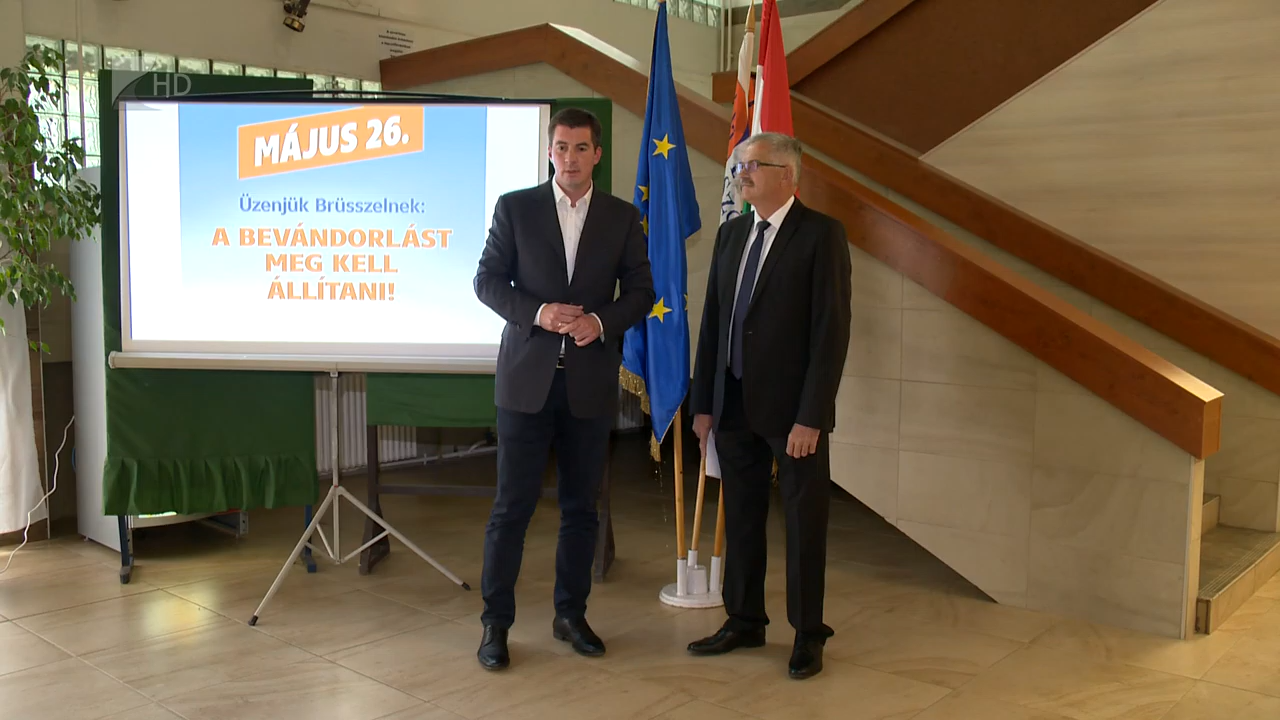 HD
MÁJUS 26.
Üzenjük Brüsszelnek:
A BEVÁNDORLÁST
MEG KELL
ÁLLÍTANI!